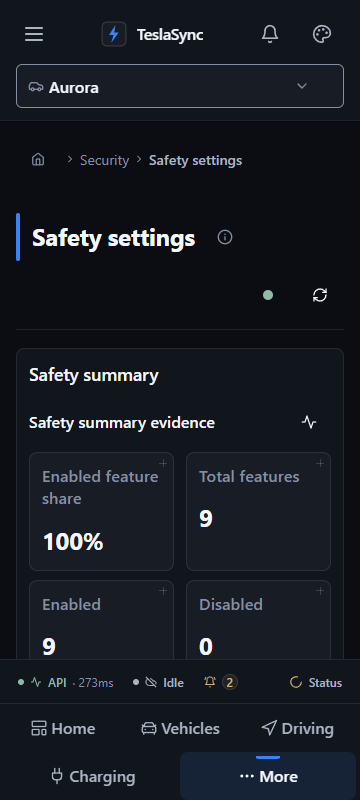 TeslaSync
Aurora
Security
Safety settings
Safety settings
Safety summary
Safety summary evidence
Enabled feature share
100%
Total features
9
Enabled
9
Disabled
0
API · 273ms
Idle
2
Status
Home
Vehicles
Driving
Charging
More